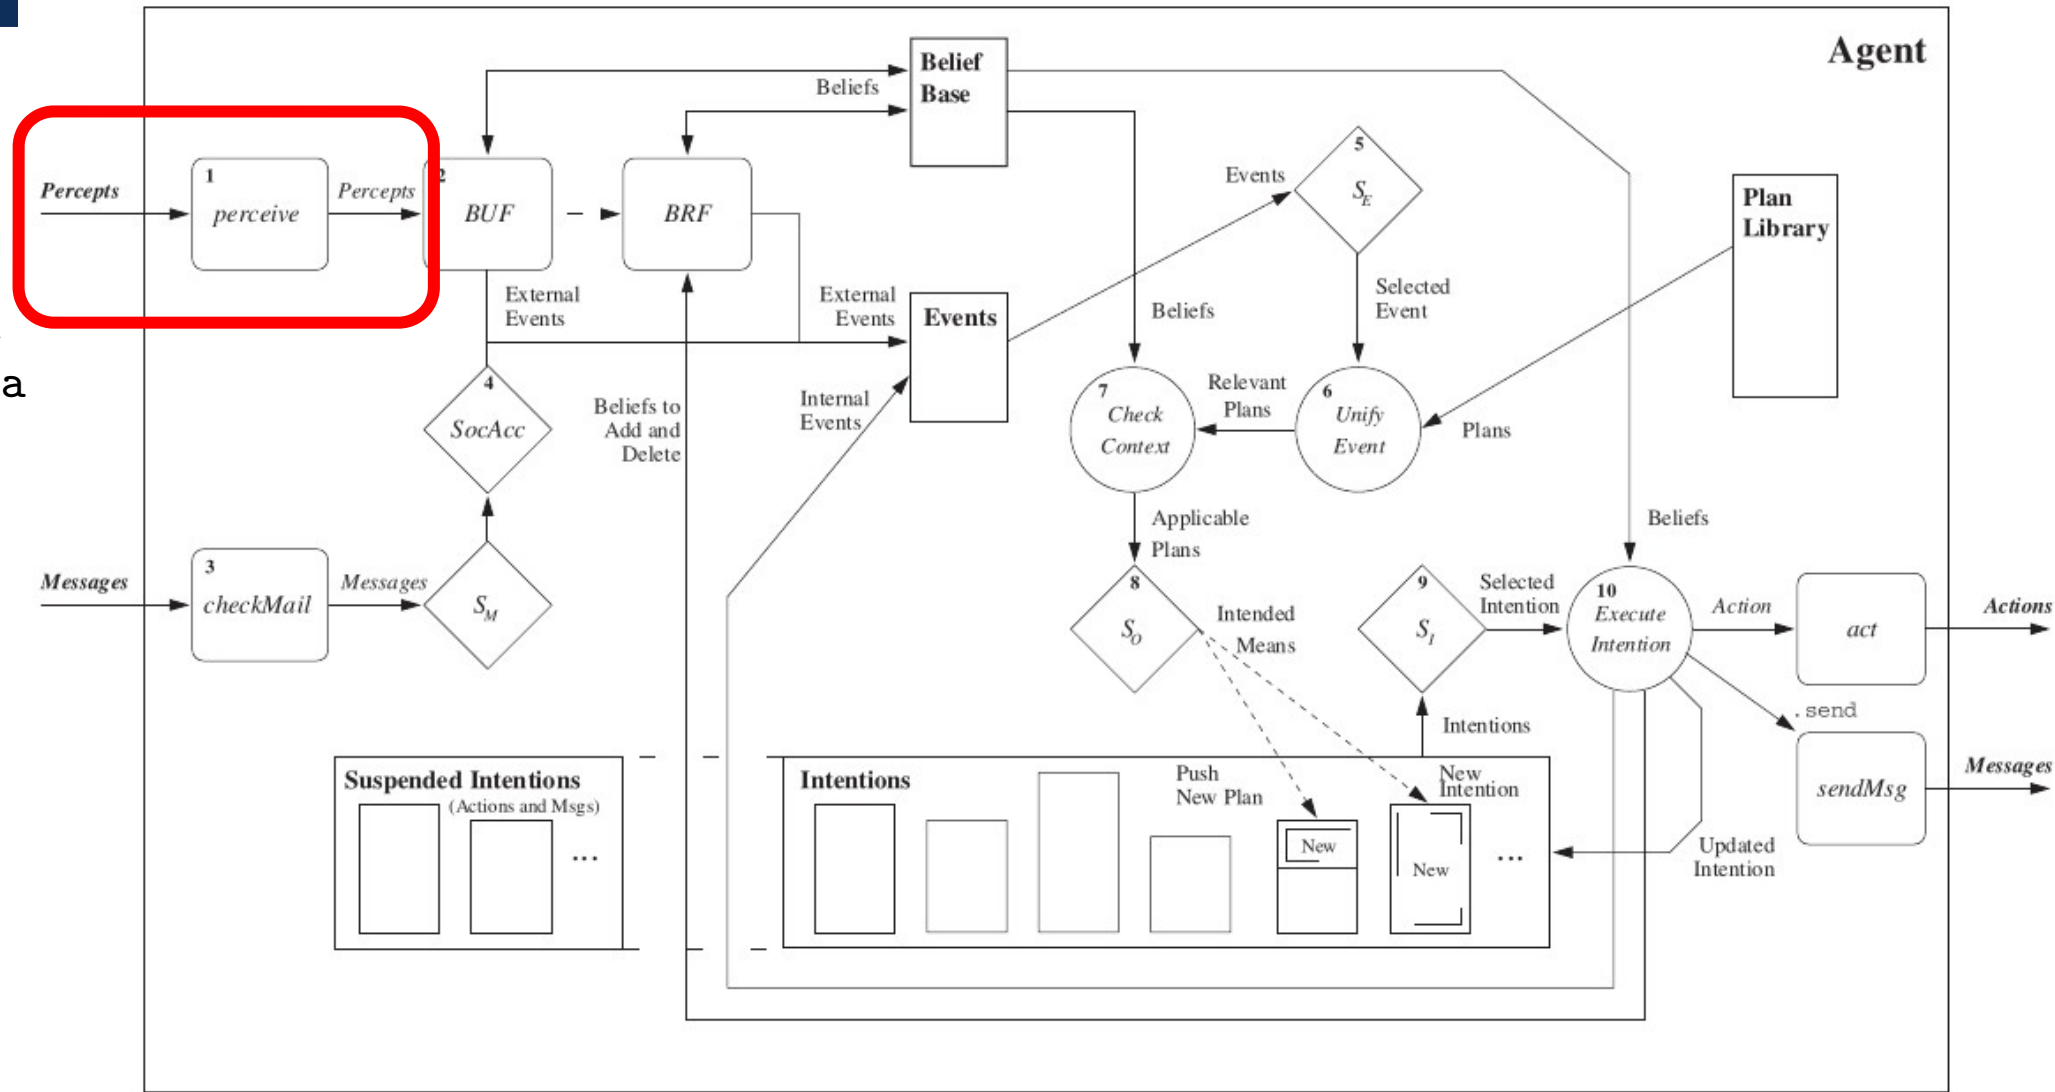 Agent
Belief
Base
Beliefs
Percepts
1
perceive
Percepts
2
BUF
BRF
Events
5
SE
Plan
Library
External
Events
External
Events
Events
Beliefs
Selected
Event
a
4
SocAcc
Beliefs to
Add and
Delete
Internal
Events
7
Check
Context
Relevant
Plans
6
Unify
Event
Plans
Applicable
Plans
Beliefs
Messages
3
checkMail
Messages
SM
8
SO
Intended
Means
9
SI
Selected
Intention
10
Execute
Intention
Action
act
Actions
.send
Intentions
Suspended Intentions
(Actions and Msgs)
...
Intentions
Push
New Plan
New
Intention
New
New
...
sendMsg
Messages
Updated
Intention